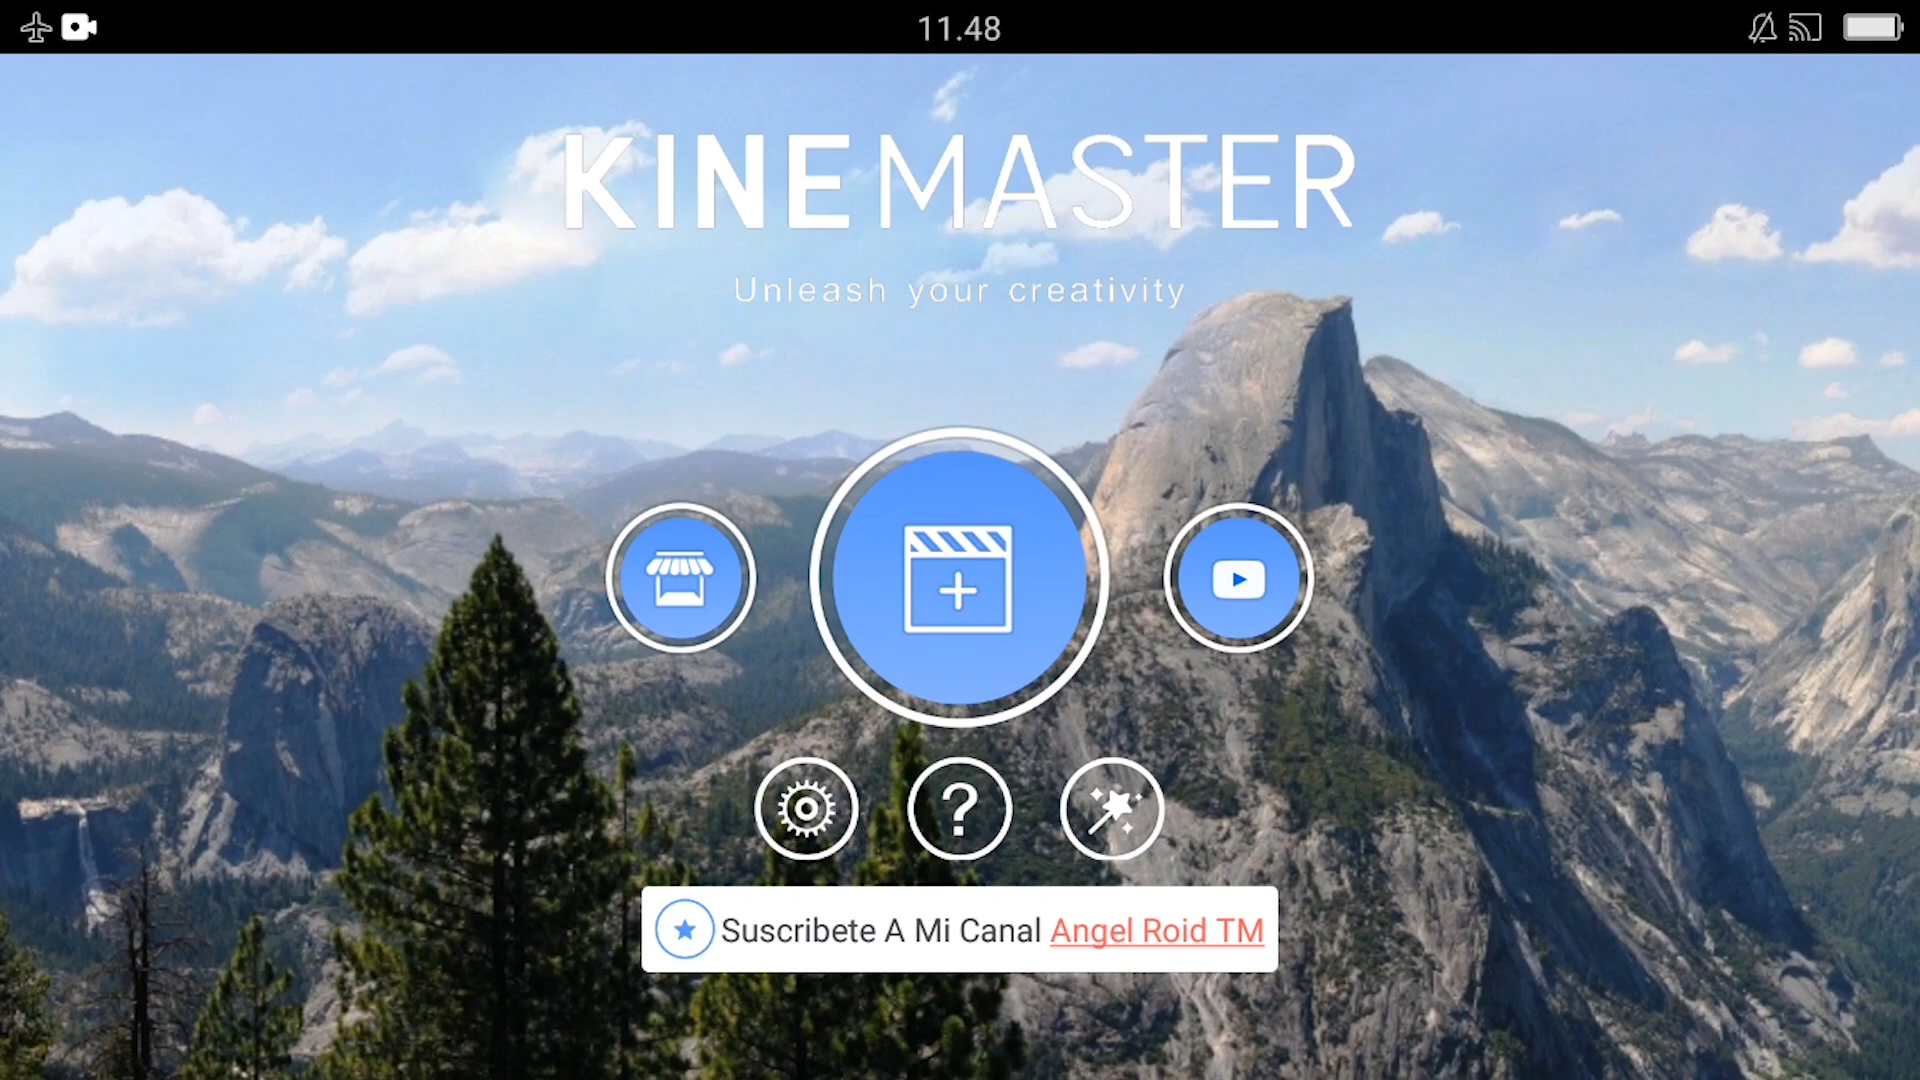 11.48
KINEMASTER
Unleash your creativity
?
Suscribete A Mi Canal Angel Roid TM